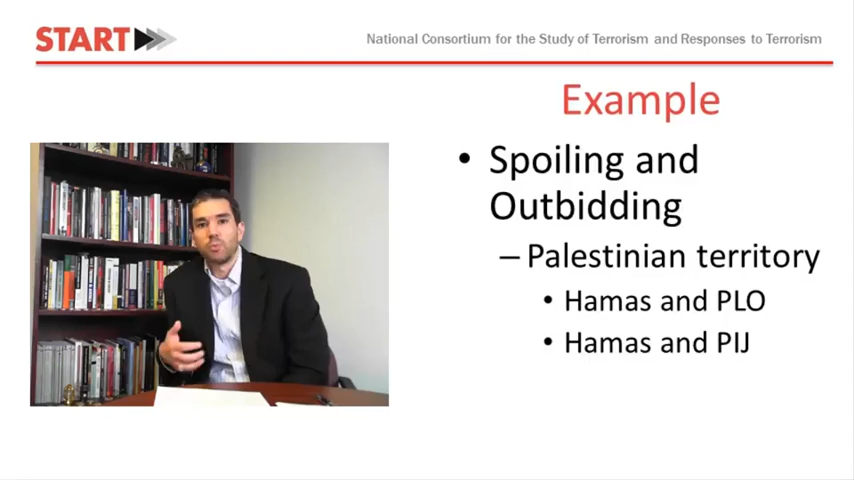 START
National Consortium for the Study of Terrorism and Responses to Terrorism
Example
• Spoiling and
Outbidding
– Palestinian territory
• Hamas and PLO
• Hamas and PIJ